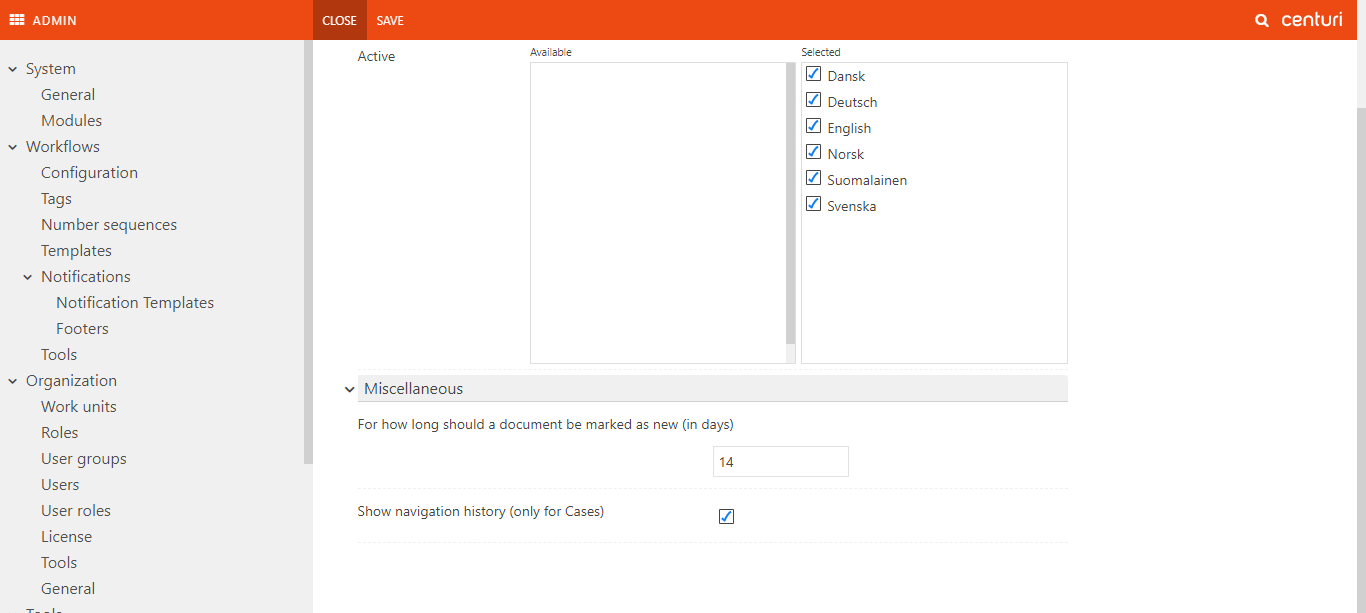 ADMIN
CLOSE
SAVE
centuri
System
General
Modules
Workflows
Configuration
Tags
Number sequences
Templates
Notifications
Notification Templates
Footers
Tools
Organization
Work units
Roles
User groups
Users
User roles
License
Tools
General
Tools
Active
Available
Selected
Dansk
Deutsch
English
Norsk
Suomalainen
Svenska
Miscellaneous
For how long should a document be marked as new (in days)
14
Show navigation history (only for Cases)